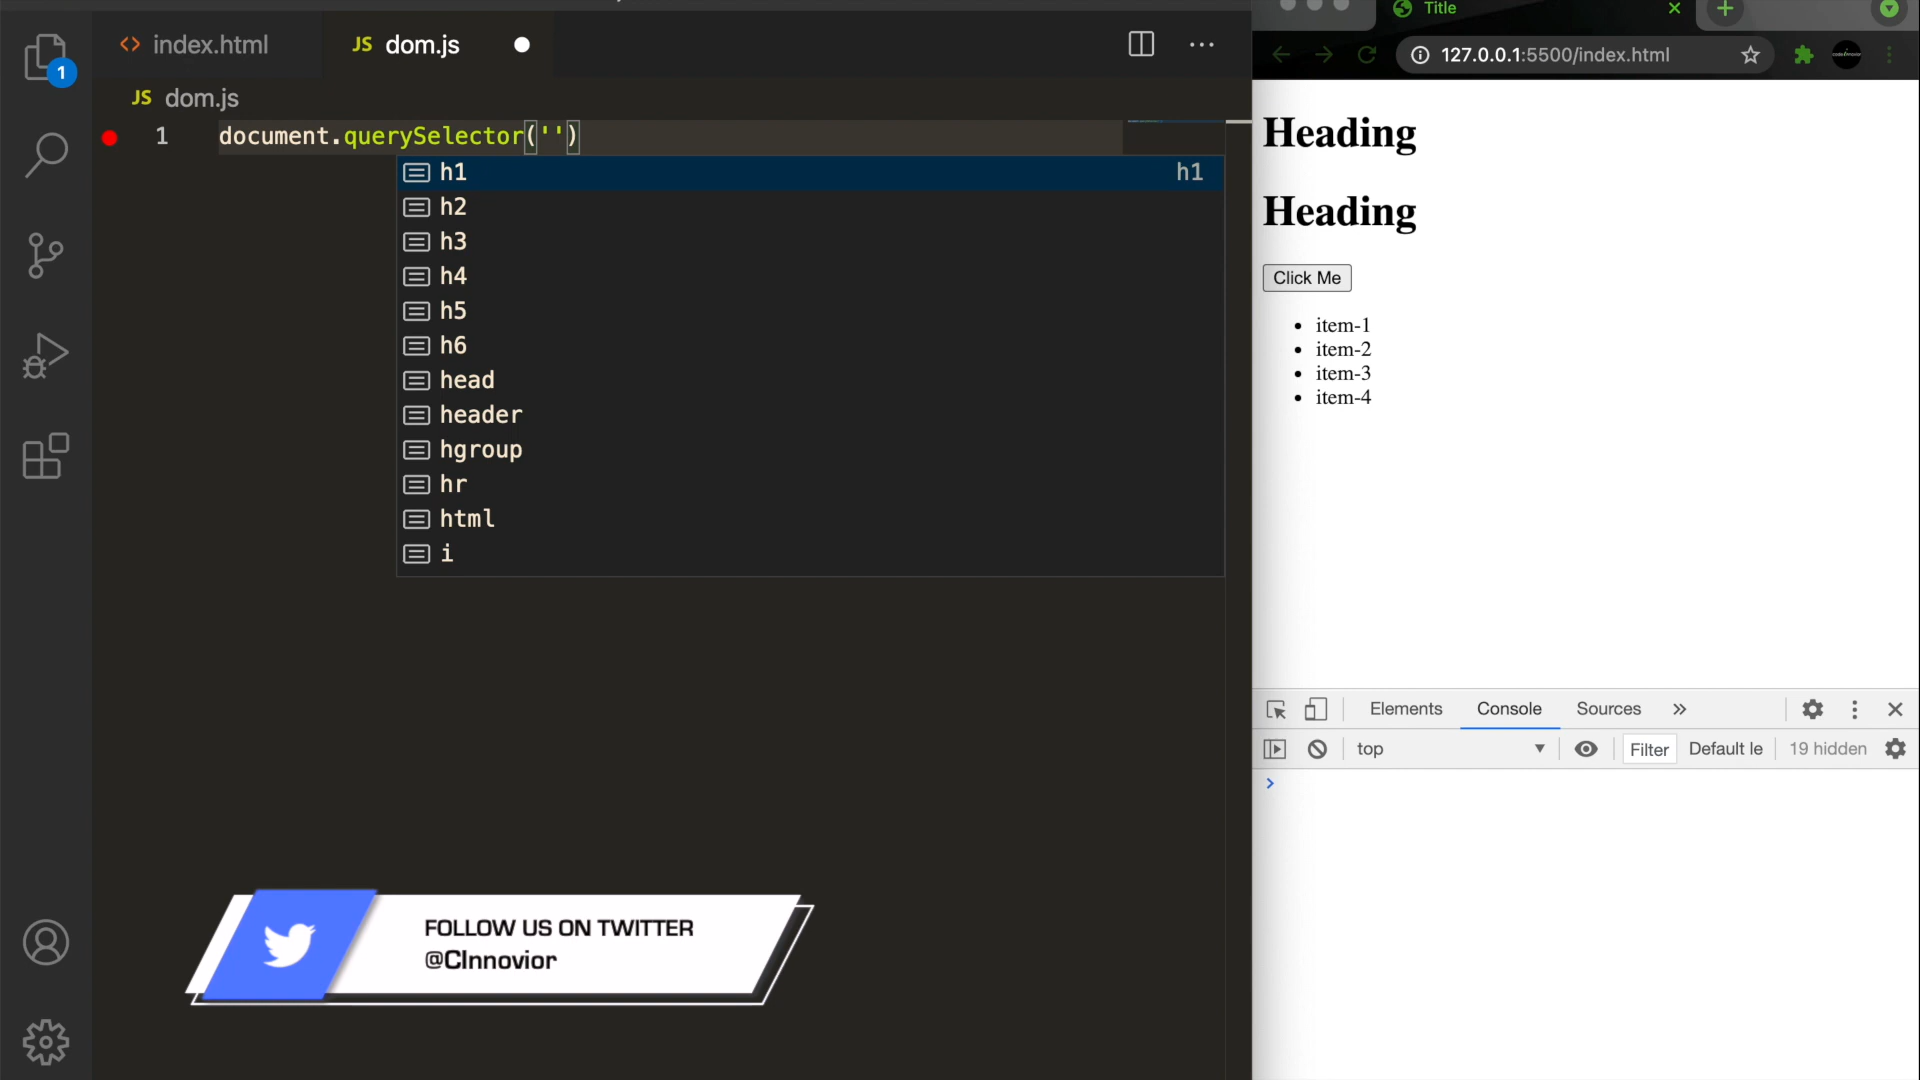 index.html
JS dom.js
JS dom.js
1
1 document.querySelector('')
h1 h1
h2
h3
h4
h5
h6
head
header
hgroup
hr
html
i
FOLLOW US ON TWITTER
@CInnovior
Title
127.0.0.1:5500/index.html
Heading
Heading
Click Me
item-1
item-2
item-3
item-4
Elements Console Sources
top Filter Default le 19 hidden